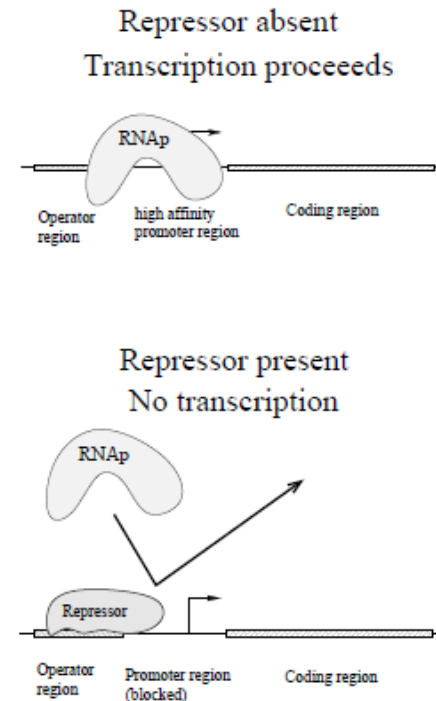 Repressor absent
Transcription proceeeds
RNAp
Operator
region
high affinity
promoter region
Coding region
Repressor present
No transcription
RNAp
Repressor
Operator
region
Promoter region
(blocked)
Coding region